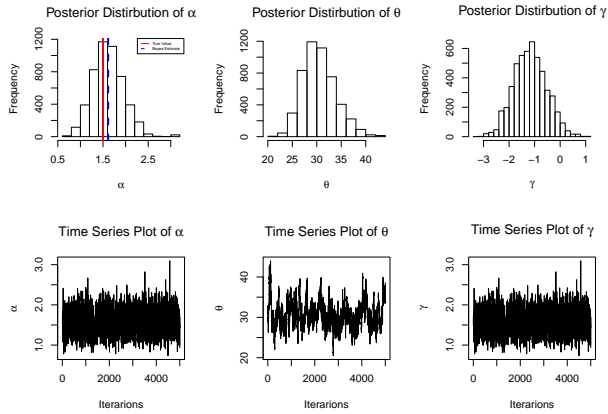 Posterior Distirbution of α
Posterior Distirbution of θ
Posterior Distirbution of γ
Frequency
0
400
800
1200
True Value
Bayes Estimate
0.5
1.5
2.5
α
Frequency
0
400
800
1200
20
25
30
35
40
θ
Frequency
0
200
400
600
−3
−2
−1
0
1
γ
Time Series Plot of α
Time Series Plot of θ
Time Series Plot of γ
α
1.0
2.0
3.0
0
2000
4000
Iterarions
θ
20
30
40
0
2000
4000
Iterarions
γ
1.0
2.0
3.0
0
2000
4000
Iterarions